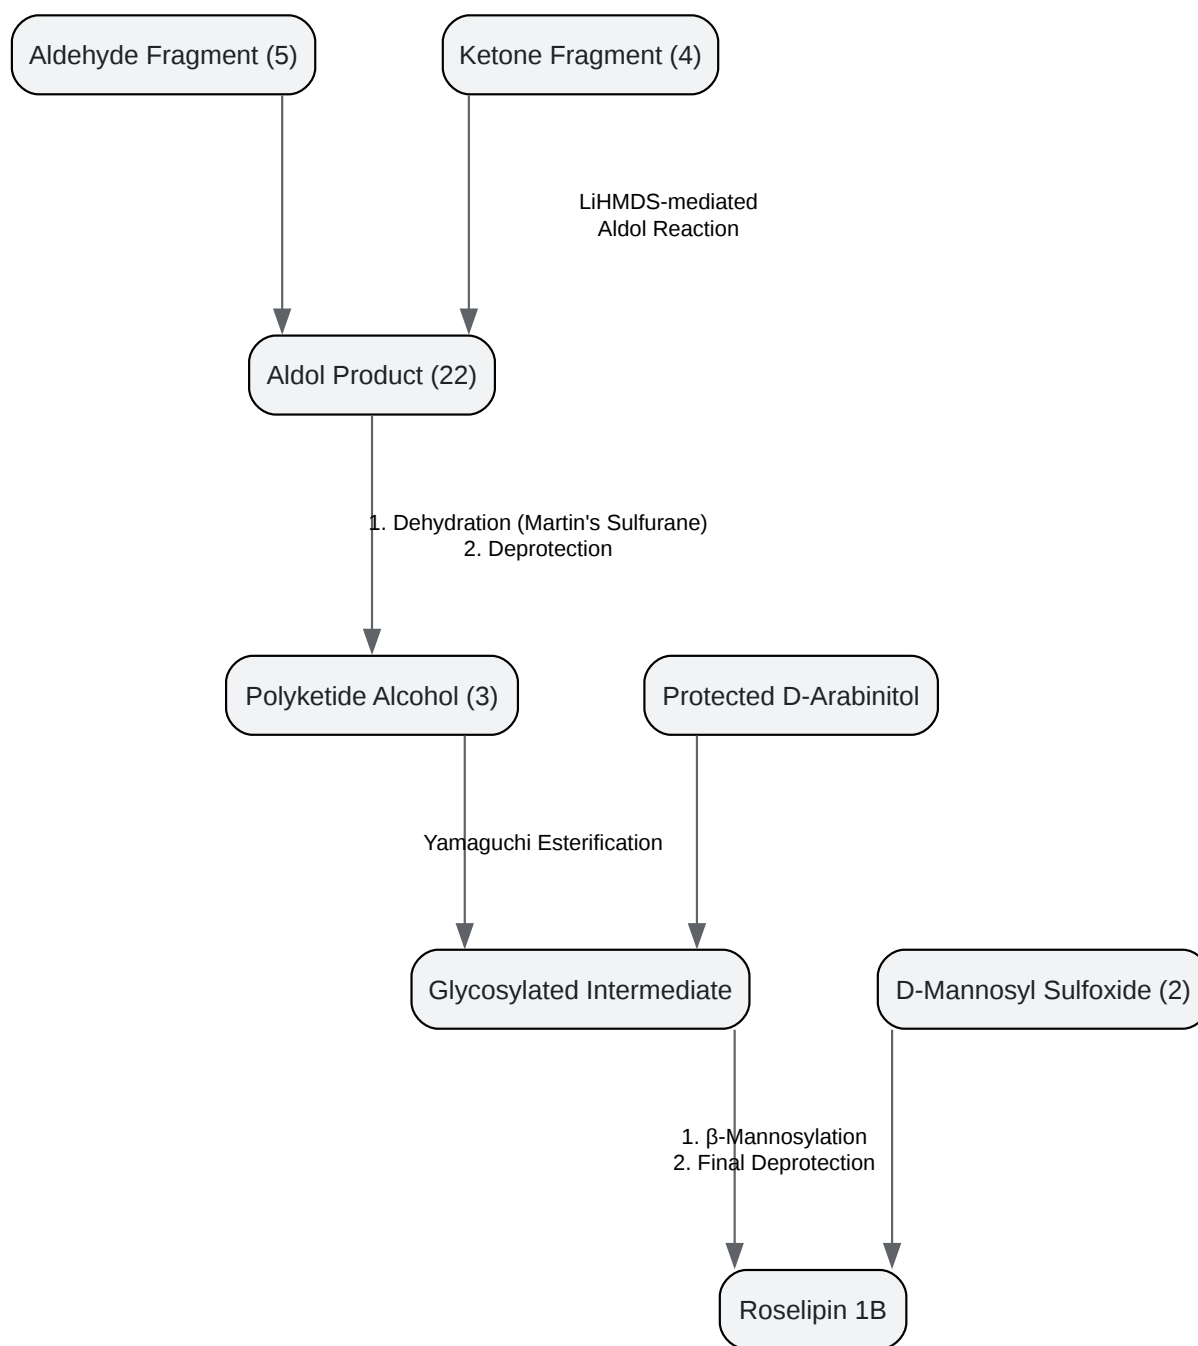 Aldehyde Fragment (5)
Ketone Fragment (4)
LiHMDS-mediated
Aldol Reaction
Aldol Product (22)
1. Dehydration (Martin's Sulfurane)
2. Deprotection
Polyketide Alcohol (3)
Protected D-Arabinitol
Yamaguchi Esterification
Glycosylated Intermediate
D-Mannosyl Sulfoxide (2)
1. β-Mannosylation
2. Final Deprotection
Roselipin 1B